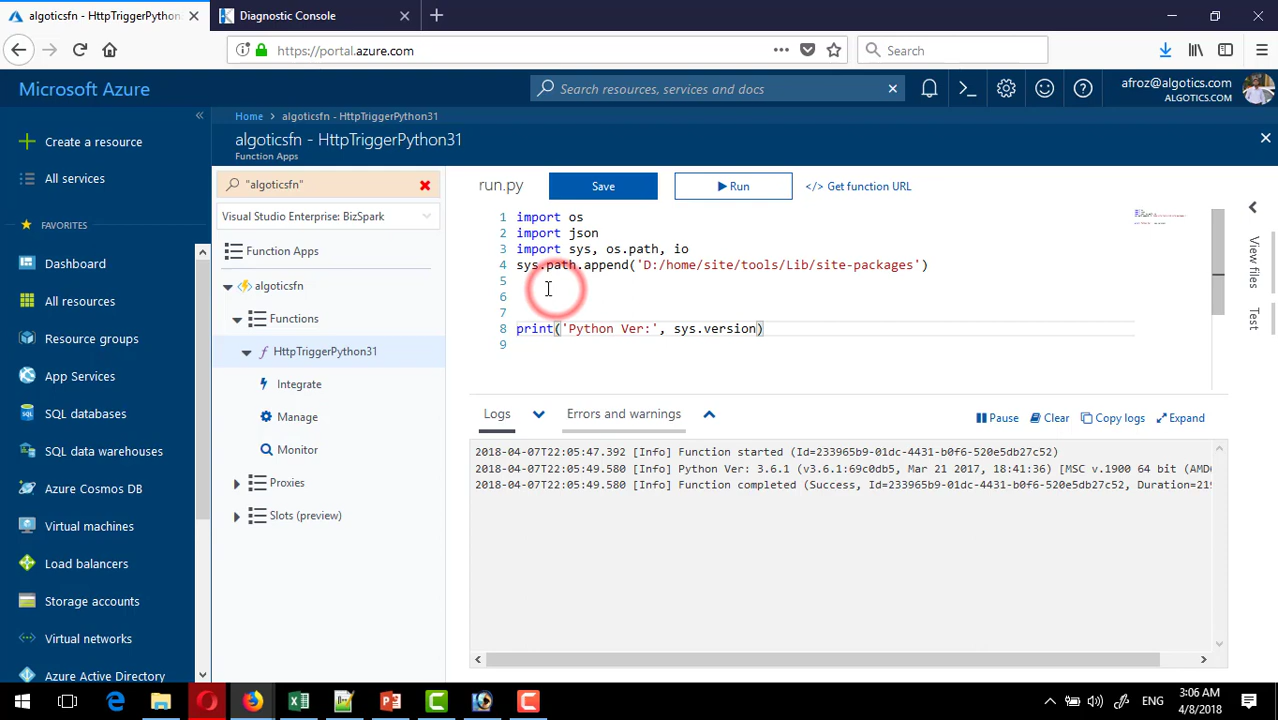 algoticsfn - HttpTriggerPython
Diagnostic Console
https://portal.azure.com
Search
Microsoft Azure
Search resources, services and docs
afroz@algotics.com
ALGOTICS.COM
Create a resource
All services
FAVORITES
Dashboard
All resources
Resource groups
App Services
SQL databases
SQL data warehouses
Azure Cosmos DB
Virtual machines
Load balancers
Storage accounts
Virtual networks
Azure Active Directory
Home > algoticsfn - HttpTriggerPython31
algoticsfn - HttpTriggerPython31
Function Apps
"algoticsfn"
Visual Studio Enterprise: BizSpark
Function Apps
algoticsfn
Functions
HttpTriggerPython31
Integrate
Manage
Monitor
Proxies
Slots (preview)
run.py
Save
Run
</> Get function URL
1 import os
2 import json
3 import sys, os.path, io
4 sys.path.append('D:/home/site/tools/Lib/site-packages')
5
6
7
8 print('Python Ver:', sys.version)
9
View files
Test
Logs
Errors and warnings
Pause
Clear
Copy logs
Expand
2018-04-07T22:05:47.392 [Info] Function started (Id=233965b9-01dc-4431-b0f6-520e5db27c52)
2018-04-07T22:05:49.580 [Info] Python Ver: 3.6.1 (v3.6.1:69c0db5, Mar 21 2017, 18:41:36) [MSC v.1900 64 bit (AMD6
2018-04-07T22:05:49.580 [Info] Function completed (Success, Id=233965b9-01dc-4431-b0f6-520e5db27c52, Duration=219
ENG
3:06 AM
4/8/2018